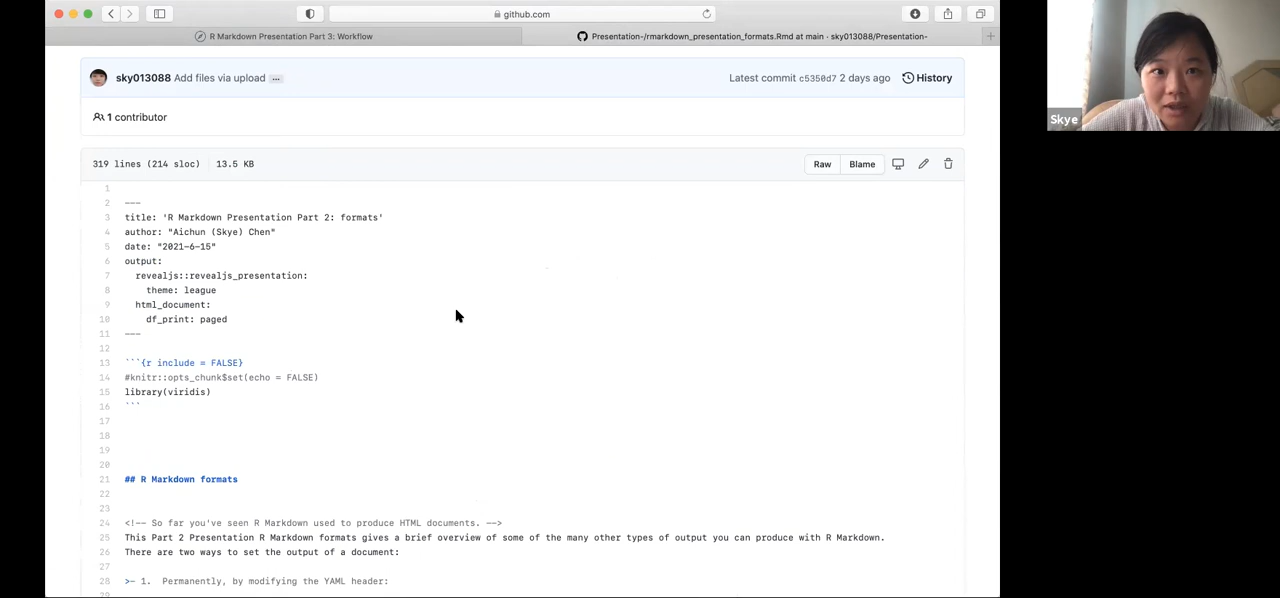 github.com
R Markdown Presentation Part 3: Workflow
Presentation-/rmarkdown_presentation_formats.Rmd at main · sky013088/Presentation-
sky013088 Add files via upload ...
Latest commit c5350d7 2 days ago
History
1 contributor
319 lines (214 sloc) 13.5 KB
Raw Blame
1
2 ---
3 title: 'R Markdown Presentation Part 2: formats'
4 author: "Aichun (Skye) Chen"
5 date: "2021-6-15"
6 output:
7 revealjs::revealjs_presentation:
8 theme: league
9 html_document:
10 df_print: paged
11 ---
12
13 ```{r include = FALSE}
14 #knitr::opts_chunk$set(echo = FALSE)
15 library(viridis)
16 ```
17
18
19
20
21 ## R Markdown formats
22
23
24 <!-- So far you've seen R Markdown used to produce HTML documents. -->
25 This Part 2 Presentation R Markdown formats gives a brief overview of some of the many other types of output you can produce with R Markdown.
26 There are two ways to set the output of a document:
27
28 >- 1. Permanently, by modifying the YAML header:
29
Skye